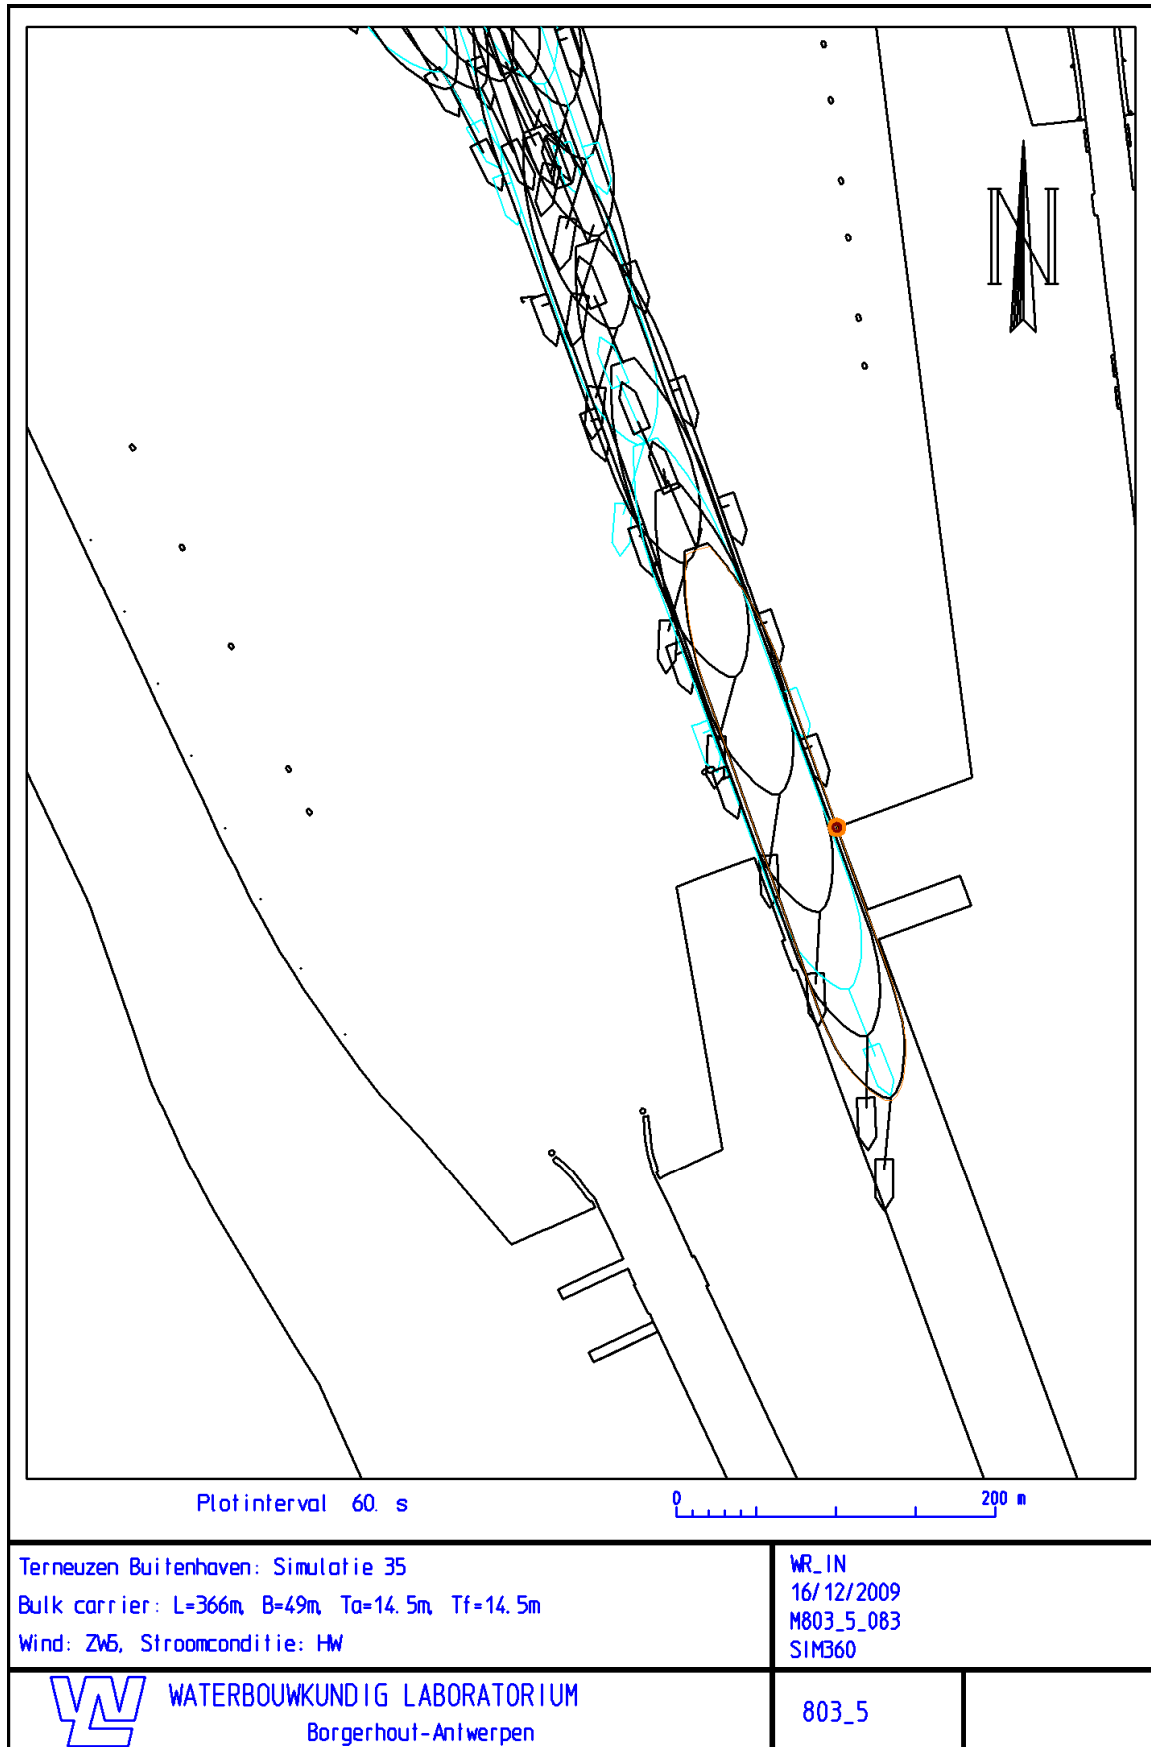 N
Plotinterval 60. s
0 200 m
Terneuzen Buitenhaven: Simulatie 35
Bulk carrier: L=366m, B=49m, Ta=14.5m, Tf=14.5m
Wind: ZW5, Stroomconditie: HW
WR_IN
16/12/2009
M803_5_083
SIM360
WATERBOUWKUNDIG LABORATORIUM
Borgerhout-Antwerpen
803_5